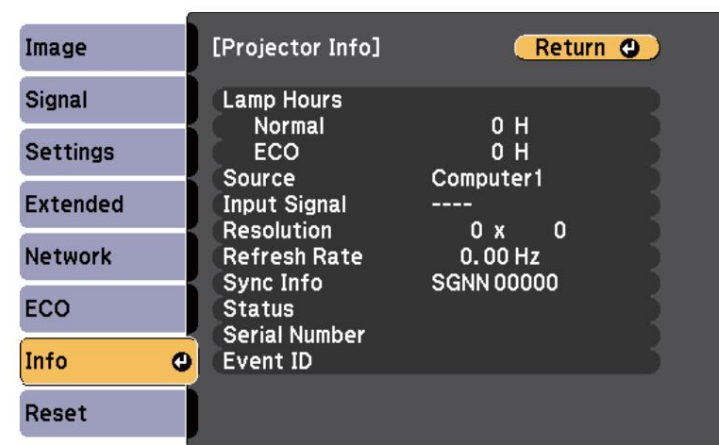 Image
Signal
Settings
Extended
Network
ECO
Info
Reset
[Projector Info]
Return
Lamp Hours
Normal 0 H
ECO 0 H
Source Computer1
Input Signal ----
Resolution 0 x 0
Refresh Rate 0.00 Hz
Sync Info SGNN 00000
Status
Serial Number
Event ID